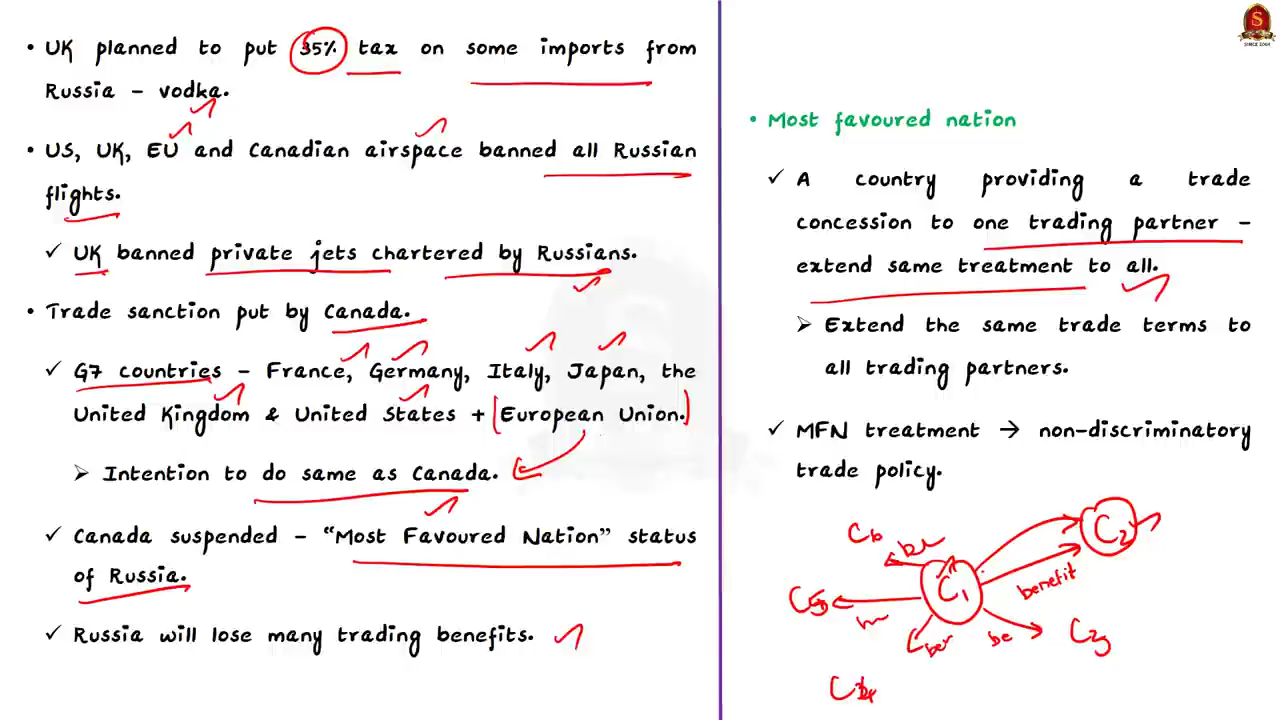 • UK planned to put 35% tax on some imports from
Russia – vodka.
• US, UK, EU and Canadian airspace banned all Russian
flights.
✓ UK banned private jets chartered by Russians.
• Trade sanction put by Canada.
✓ G7 countries – France, Germany, Italy, Japan, the
United Kingdom & United States + (European Union.)
➢ Intention to do same as Canada.
✓ Canada suspended – “Most Favoured Nation” status
of Russia.
✓ Russia will lose many trading benefits.
S
SINCE 2004
• Most favoured nation
✓ A country providing a trade
concession to one trading partner –
extend same treatment to all.
➢ Extend the same trade terms to
all trading partners.
✓ MFN treatment → non-discriminatory
trade policy.
C2
C6
be
C1
benefit
C5
be
C3